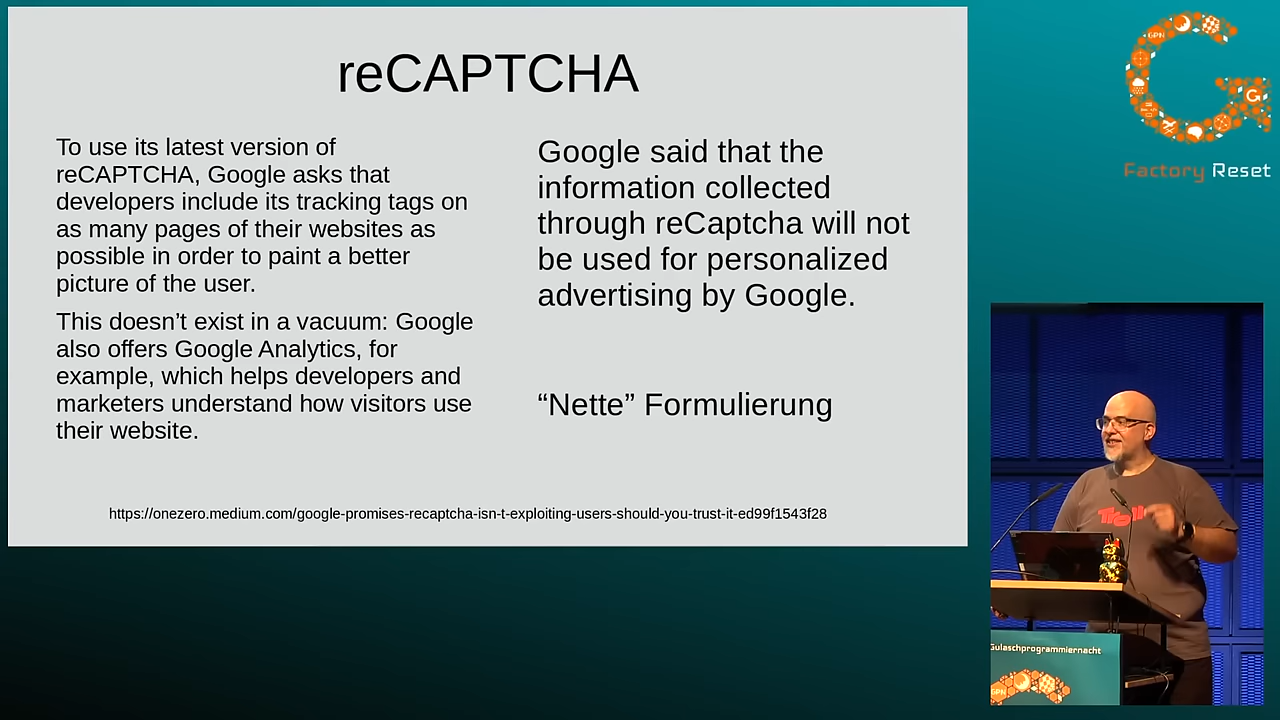 reCAPTCHA
To use its latest version of
reCAPTCHA, Google asks that
developers include its tracking tags on
as many pages of their websites as
possible in order to paint a better
picture of the user.
This doesn’t exist in a vacuum: Google
also offers Google Analytics, for
example, which helps developers and
marketers understand how visitors use
their website.
Google said that the
information collected
through reCaptcha will not
be used for personalized
advertising by Google.
“Nette” Formulierung
https://onezero.medium.com/google-promises-recaptcha-isn-t-exploiting-users-should-you-trust-it-ed99f1543f28
GPN
G
Factory Reset
Gulaschprogrammiernacht
GPN